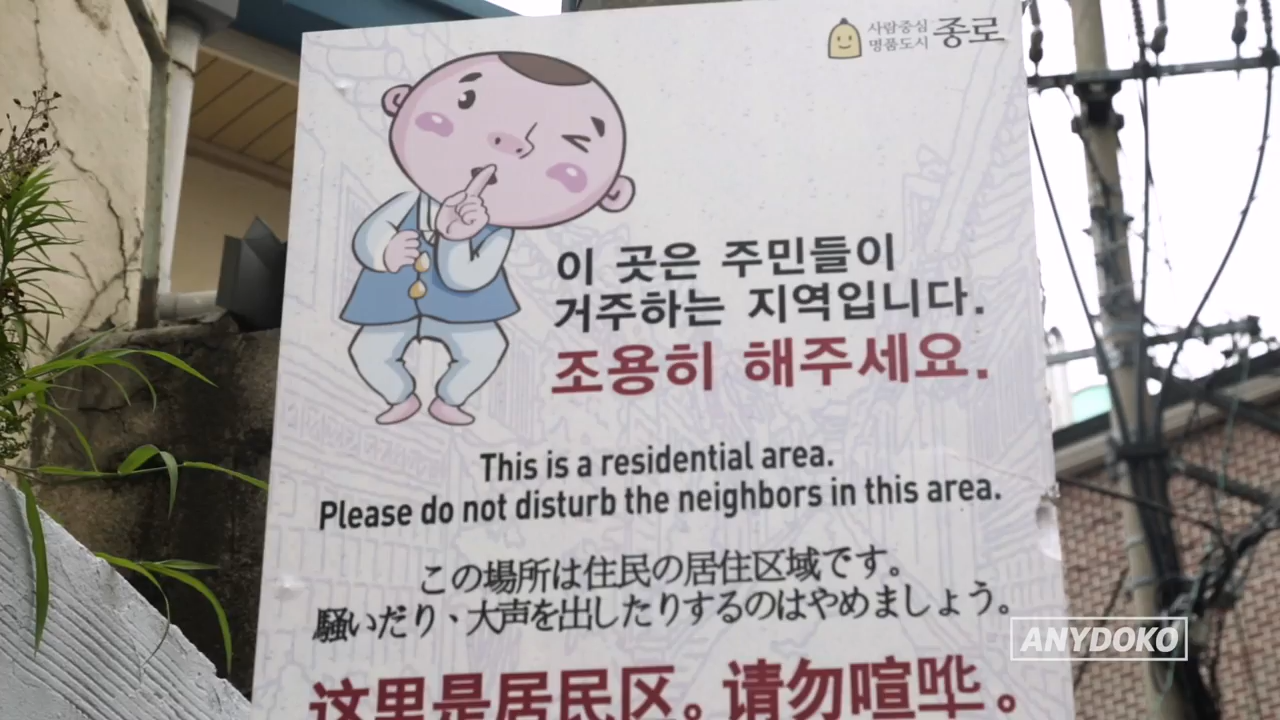 사람중심
명품도시 종로
이 곳은 주민들이
거주하는 지역입니다.
조용히 해주세요.
This is a residential area.
Please do not disturb the neighbors in this area.
この場所は住民の居住区域です。
騒いだり、大声を出したりするのはやめましょう。
这里是居民区。请勿喧哗。
ANYDOKO